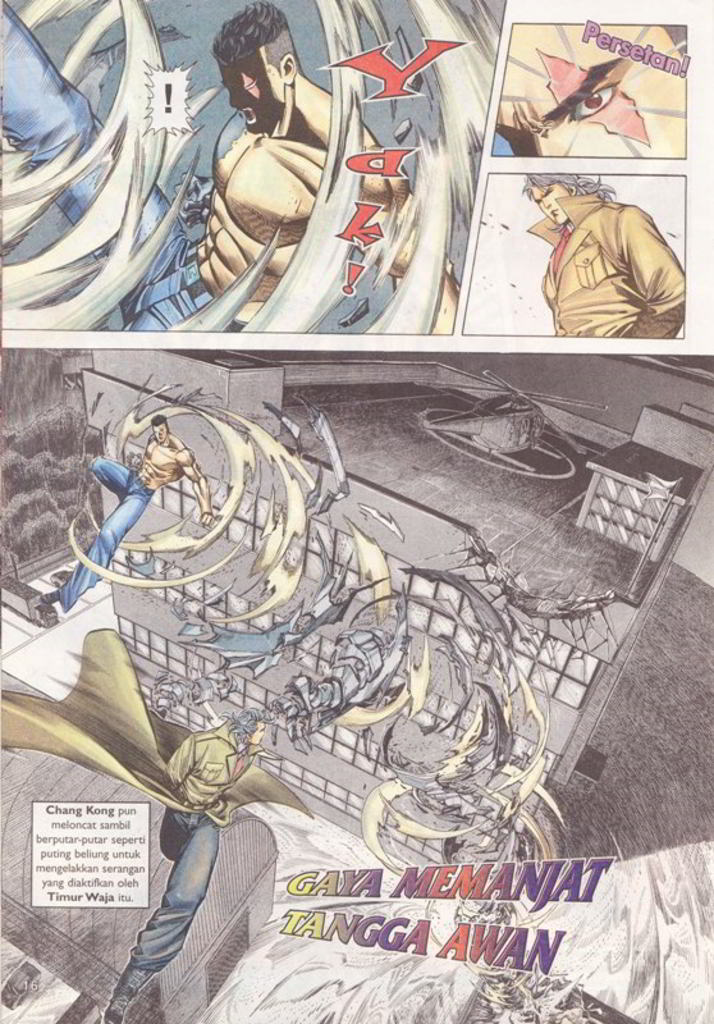 !
Yak!
Persetan!
Chang Kong pun
meloncat sambil
berputar-putar seperti
puting beliung untuk
mengelakkan serangan
yang diaktifkan oleh
Timur Waja itu.
GAYA MEMANJAT
TANGGA AWAN
16